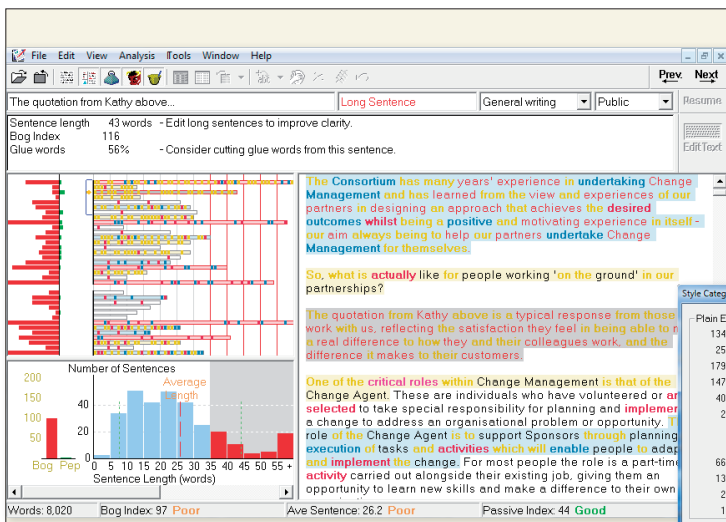 File Edit View Analysis Tools Window Help
Prev. Next
The quotation from Kathy above... Long Sentence General writing Public Resume
Sentence length 43 words - Edit long sentences to improve clarity.
Bog Index 116
Glue words 56% - Consider cutting glue words from this sentence.
Edit Text
The Consortium has many years' experience in undertaking Change
Management and has learned from the view and experiences of our
partners in designing an approach that achieves the desired
outcomes whilst being a positive and motivating experience in itself -
our aim always being to help our partners undertake Change
Management for themselves.
So, what is actually like for people working 'on the ground' in our
partnerships?
The quotation from Kathy above is a typical response from those
work with us, reflecting the satisfaction they feel in being able to m
a real difference to how they and their colleagues work, and the
difference it makes to their customers.
One of the critical roles within Change Management is that of the
Change Agent. These are individuals who have volunteered or ar
selected to take special responsibility for planning and implemen
a change to address an organisational problem or opportunity. T
role of the Change Agent is to support Sponsors through planning
execution of tasks and activities which will enable people to adap
and implement the change. For most people the role is a part-time
activity carried out alongside their existing job, giving them an
opportunity to learn new skills and make a difference to their own
Style Categ
Plain E
134
25
179
147
40
2
66
13
2
1
Number of Sentences
Average
Length
200
150
100
50
Bog Pep
40
20
0
0 5 10 15 20 25 30 35 40 45 50 55 +
Sentence Length (words)
Words: 8,020 Bog Index: 97 Poor Ave Sentence: 26.2 Poor Passive Index: 44 Good